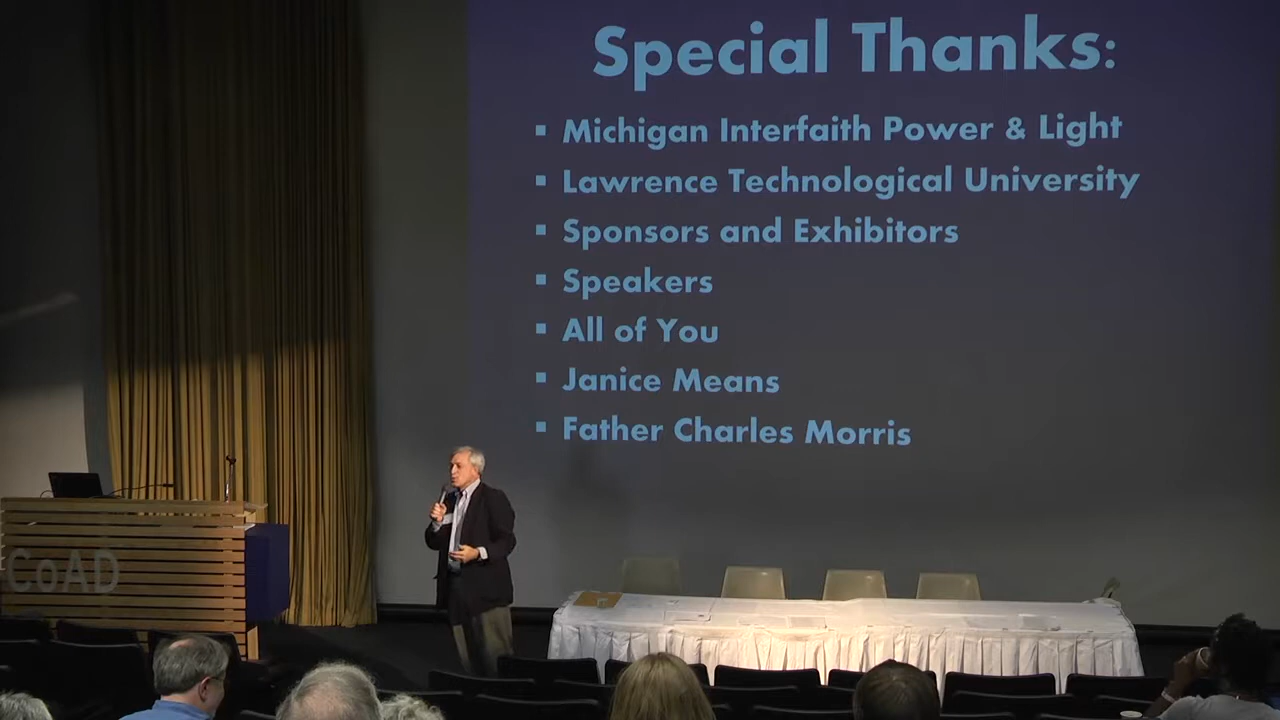 Special Thanks:
▪ Michigan Interfaith Power & Light
▪ Lawrence Technological University
▪ Sponsors and Exhibitors
▪ Speakers
▪ All of You
▪ Janice Means
▪ Father Charles Morris
CoAD